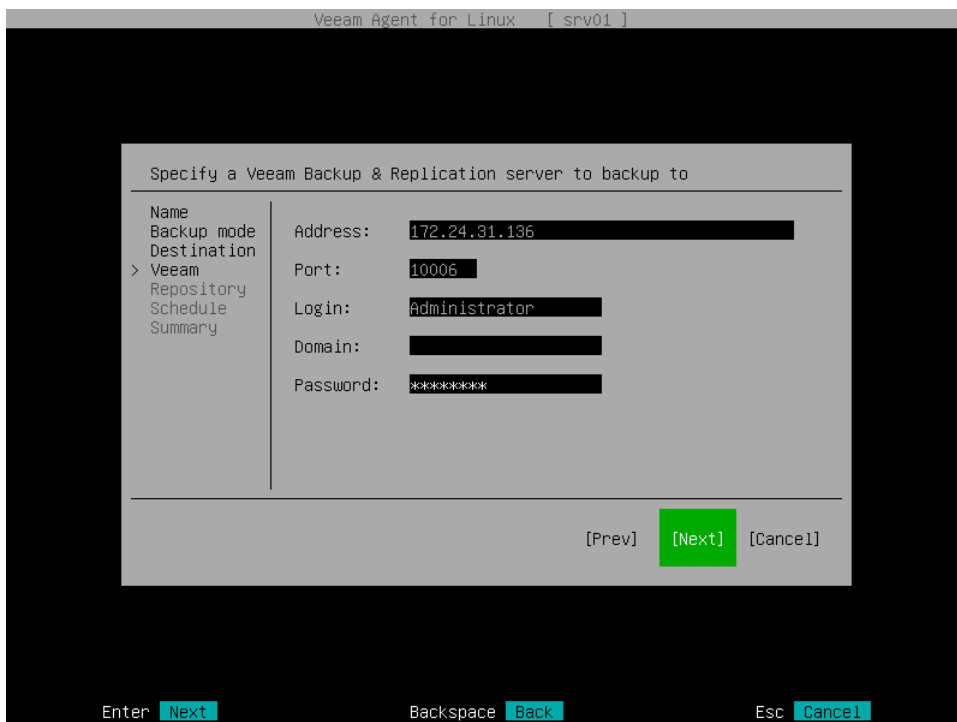 Veeam Agent for Linux [ srv01 ]
Specify a Veeam Backup & Replication server to backup to
Name
Backup mode
Destination
> Veeam
Repository
Schedule
Summary
Address: 172.24.31.136
Port: 10006
Login: Administrator
Domain:
Password: ********
[Prev] [Next] [Cancel]
Enter Next Backspace Back Esc Cancel